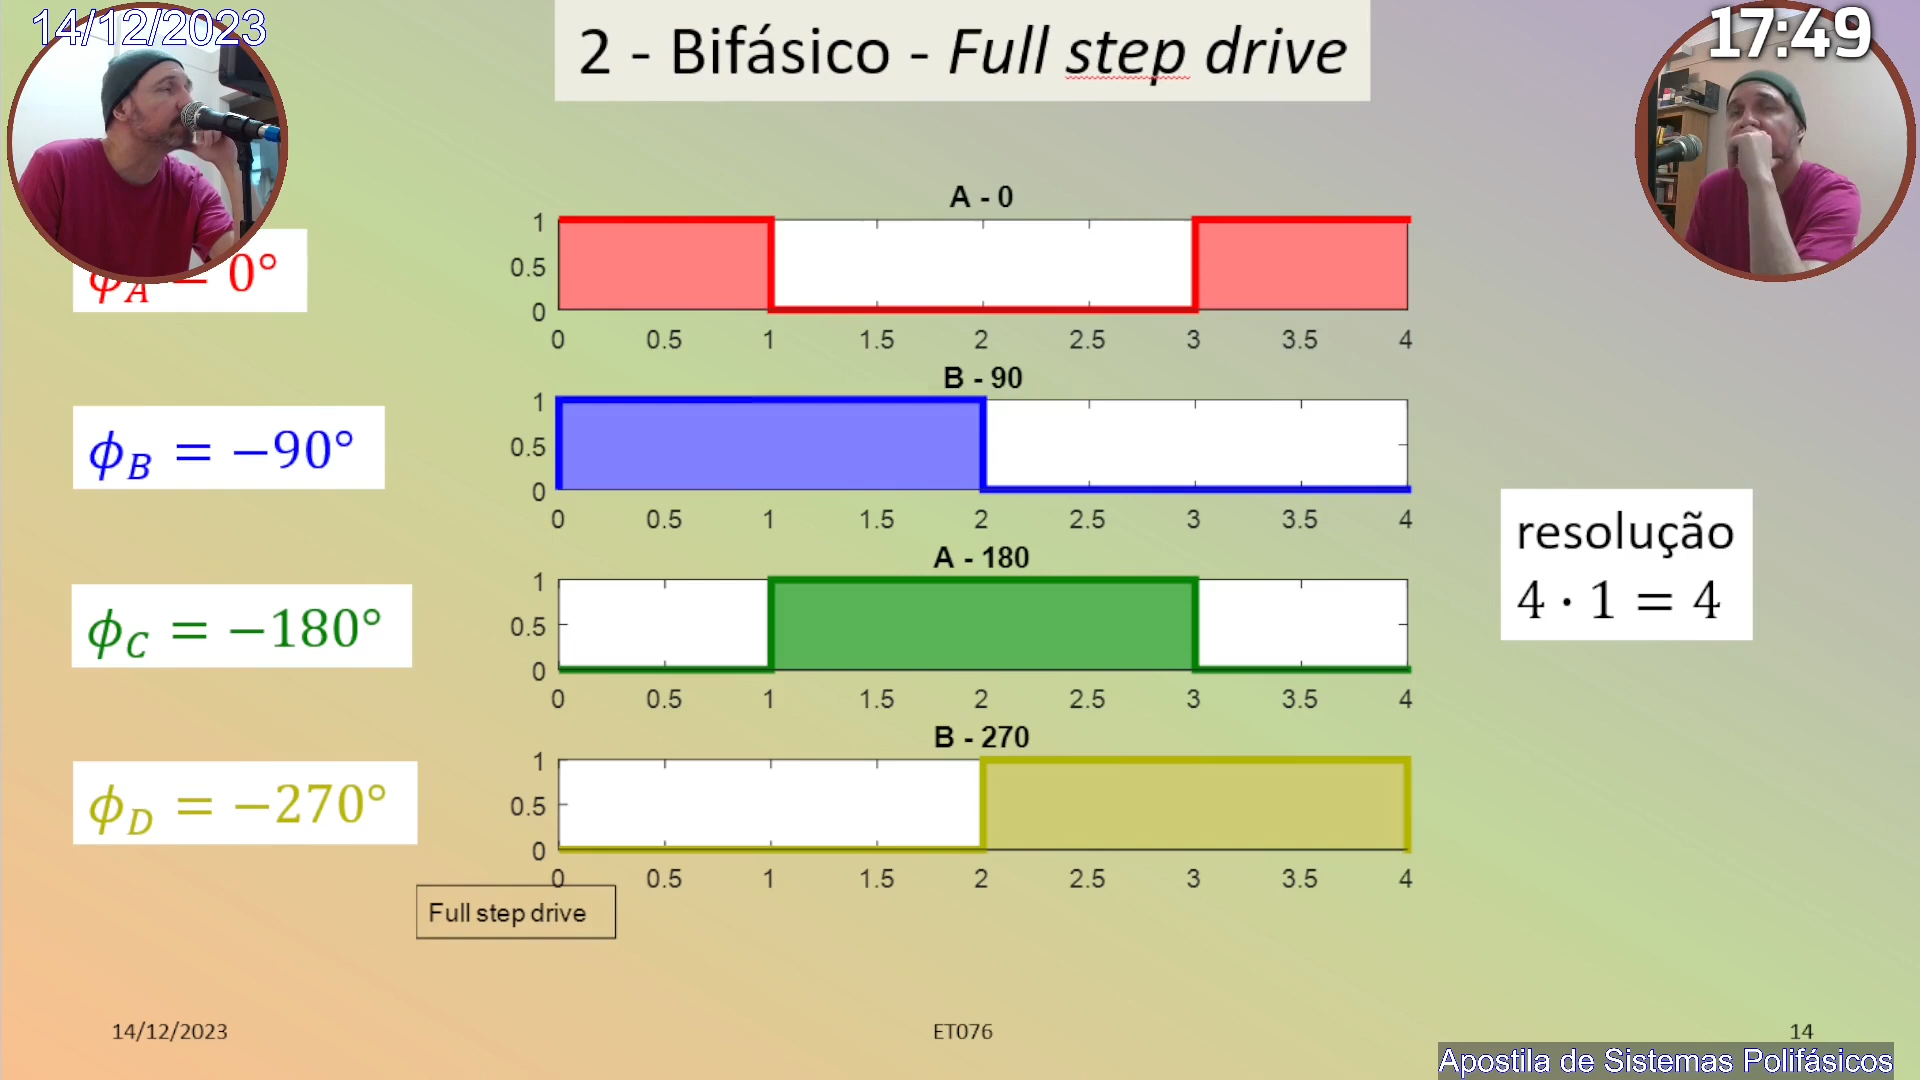 14/12/2023
17:49
2 - Bifásico - Full step drive
ϕA = 0°
A - 0
1
0.5
0
0 0.5 1 1.5 2 2.5 3 3.5 4
ϕB = −90°
B - 90
1
0.5
0
0 0.5 1 1.5 2 2.5 3 3.5 4
resolução
4 · 1 = 4
ϕC = −180°
A - 180
1
0.5
0
0 0.5 1 1.5 2 2.5 3 3.5 4
ϕD = −270°
B - 270
1
0.5
0
0 0.5 1 1.5 2 2.5 3 3.5 4
Full step drive
14/12/2023
ET076
14
Apostila de Sistemas Polifásicos